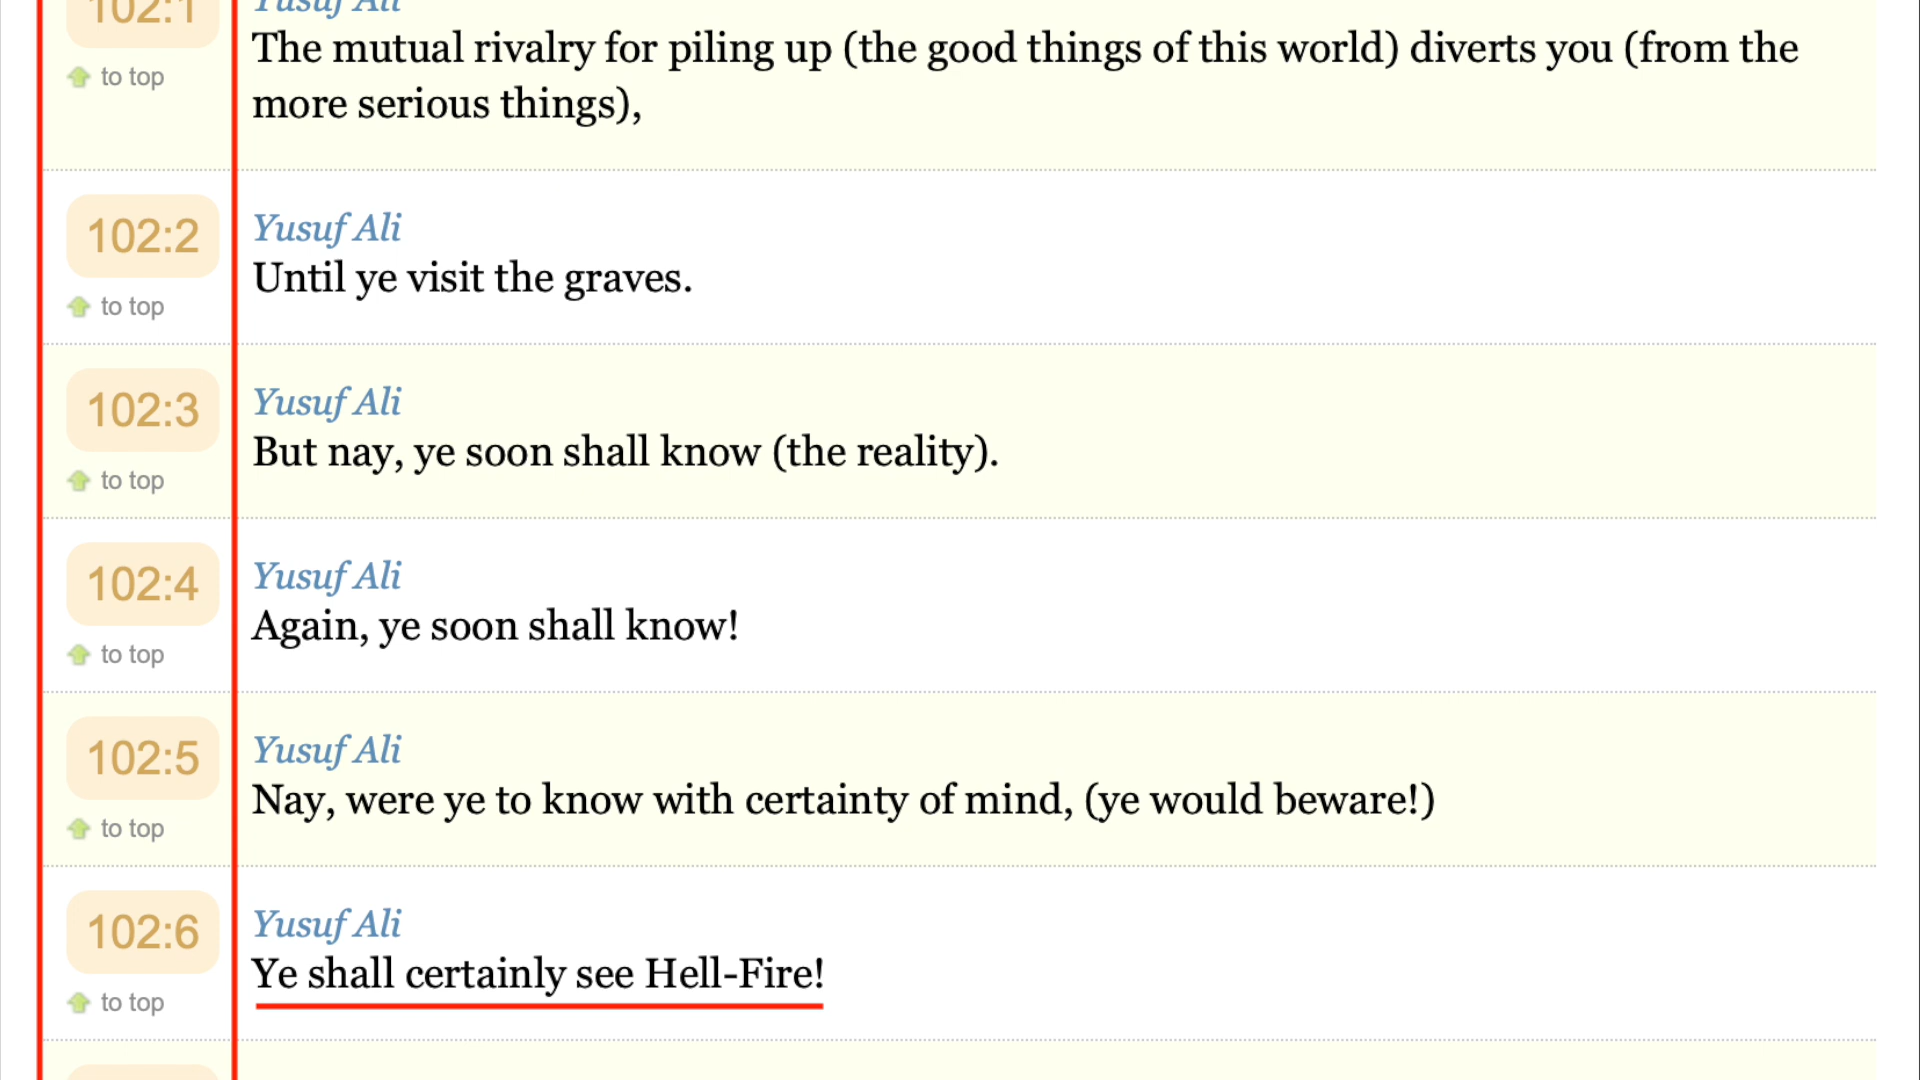 102:1
Yusuf Ali
The mutual rivalry for piling up (the good things of this world) diverts you (from the
to top
more serious things),
102:2
Yusuf Ali
Until ye visit the graves.
to top
102:3
Yusuf Ali
But nay, ye soon shall know (the reality).
to top
102:4
Yusuf Ali
Again, ye soon shall know!
to top
102:5
Yusuf Ali
Nay, were ye to know with certainty of mind, (ye would beware!)
to top
102:6
Yusuf Ali
Ye shall certainly see Hell-Fire!
to top